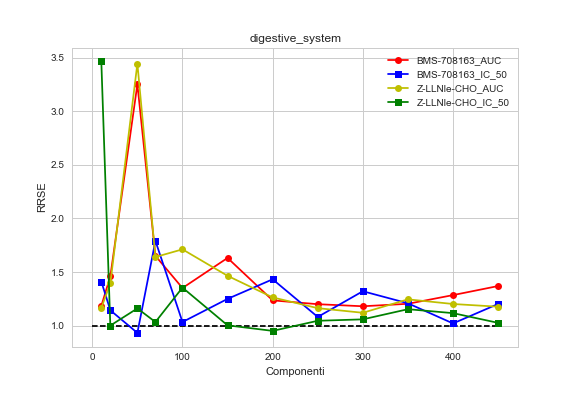 digestive_system
BMS-708163_AUC
BMS-708163_IC_50
Z-LLNle-CHO_AUC
Z-LLNle-CHO_IC_50
RRSE
3.5
3.0
2.5
2.0
1.5
1.0
0
100
200
300
400
Componenti